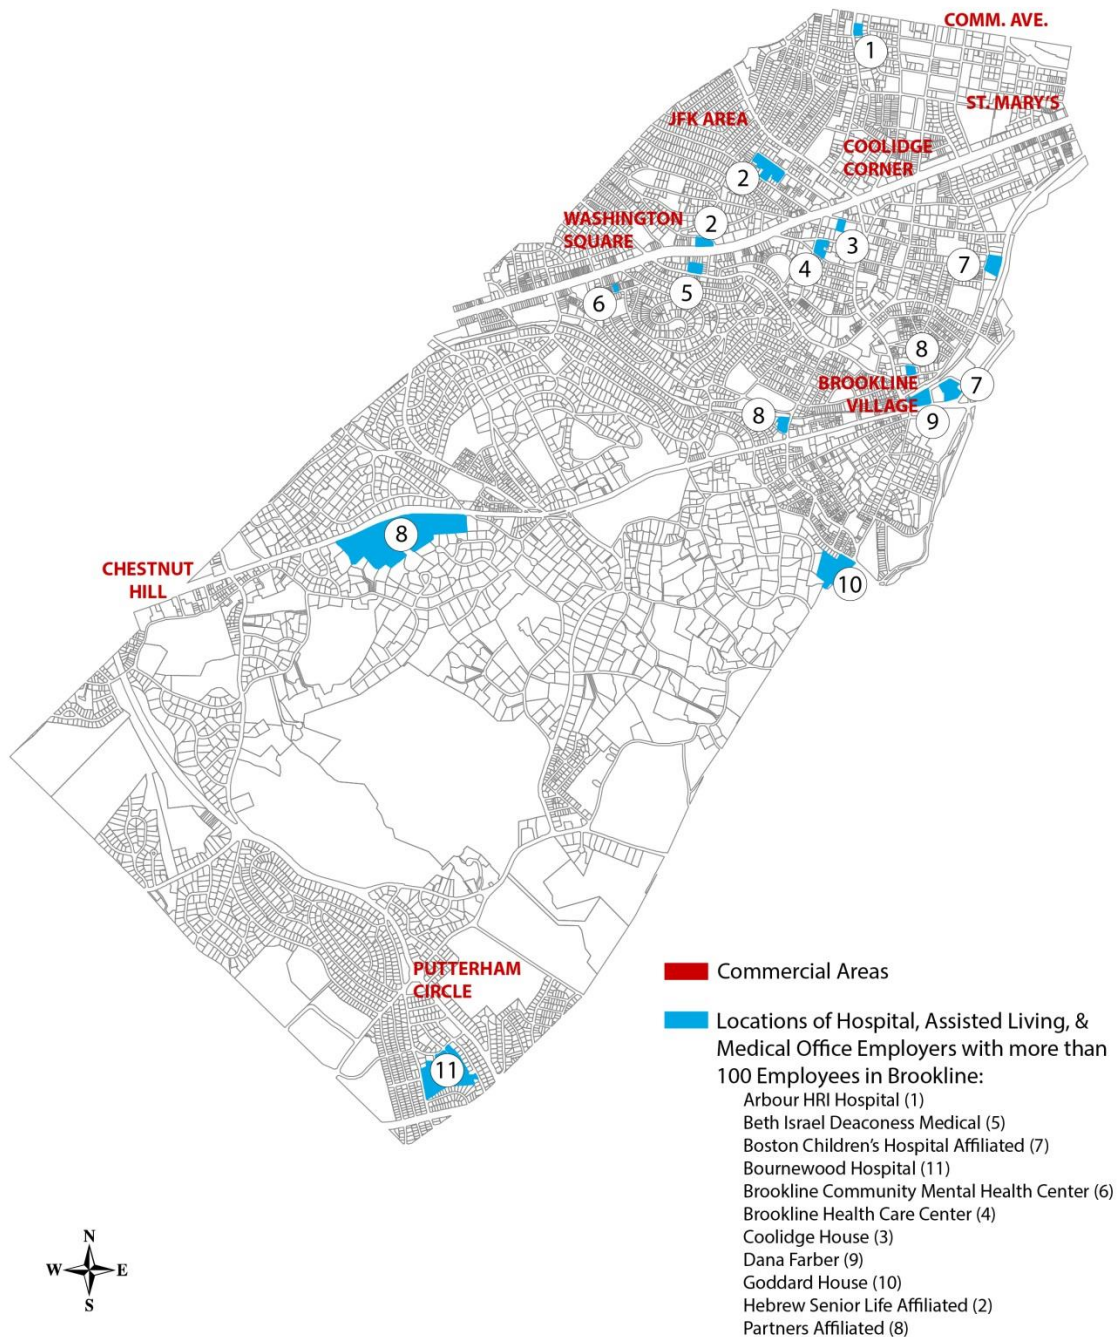 COMM. AVE.
1
ST. MARY'S
JFK AREA
COOLIDGE
CORNER
2
WASHINGTON
SQUARE
2
3
4
7
5
6
8
BROOKLINE
VILLAGE
7
8
9
8
CHESTNUT
HILL
10
PUTTERHAM
CIRCLE
11
Commercial Areas
Locations of Hospital, Assisted Living, &
Medical Office Employers with more than
100 Employees in Brookline:
Arbour HRI Hospital (1)
Beth Israel Deaconess Medical (5)
Boston Children's Hospital Affiliated (7)
Bournewood Hospital (11)
Brookline Community Mental Health Center (6)
Brookline Health Care Center (4)
Coolidge House (3)
Dana Farber (9)
Goddard House (10)
Hebrew Senior Life Affiliated (2)
Partners Affiliated (8)
N
W E
S